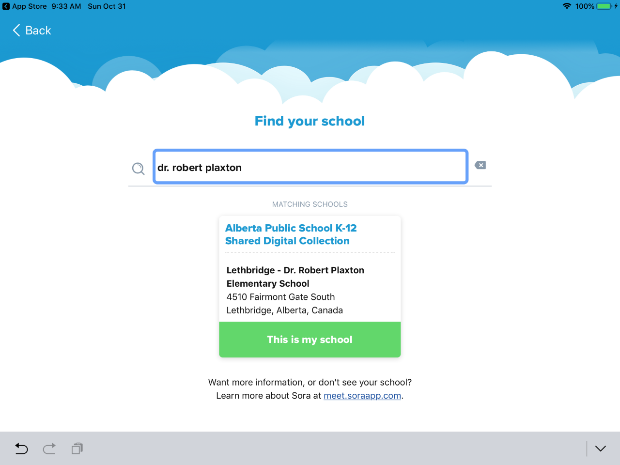 App Store 9:33 AM Sun Oct 31 100%
Back
Find your school
dr. robert plaxton
MATCHING SCHOOLS
Alberta Public School K-12
Shared Digital Collection
Lethbridge - Dr. Robert Plaxton
Elementary School
4510 Fairmont Gate South
Lethbridge, Alberta, Canada
This is my school
Want more information, or don't see your school?
Learn more about Sora at meet.soraapp.com.